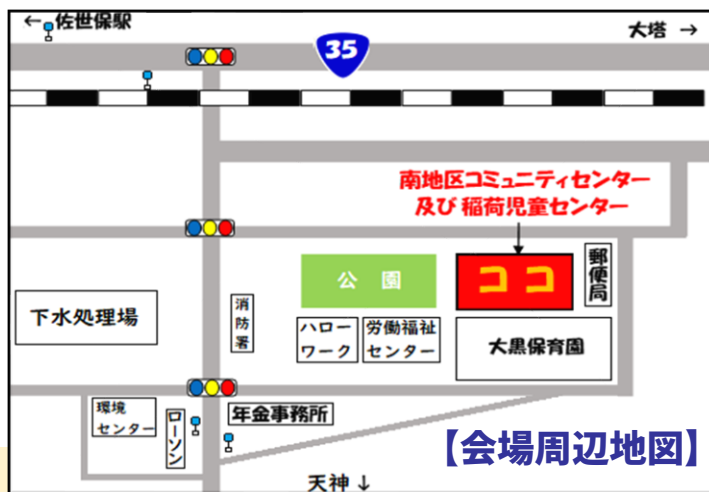 ← 佐世保駅
大塔 →
35
南地区コミュニティセンター
及び 稲荷児童センター
公 園
ココ
郵便局
下水処理場
消防署
ハロー
ワーク
労働福祉
センター
大黒保育園
環境
センター
ローソン
年金事務所
【会場周辺地図】
天神 ↓